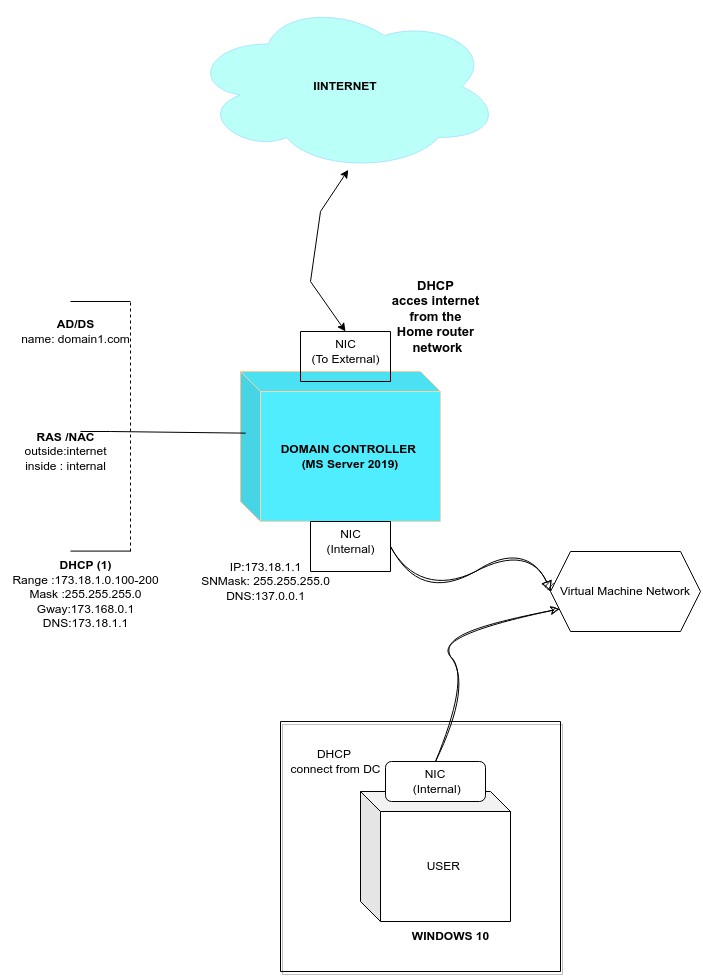 IINTERNET
DHCP
acces internet
from the
Home router
network
NIC
(To External)
AD/DS
name: domain1.com
RAS /NAC
outside:internet
inside : internal
DOMAIN CONTROLLER
(MS Server 2019)
NIC
(Internal)
DHCP (1)
Range :173.18.1.0.100-200
Mask :255.255.255.0
Gway:173.168.0.1
DNS:173.18.1.1
IP:173.18.1.1
SNMask: 255.255.255.0
DNS:137.0.0.1
Virtual Machine Network
DHCP
connect from DC
NIC
(Internal)
USER
WINDOWS 10